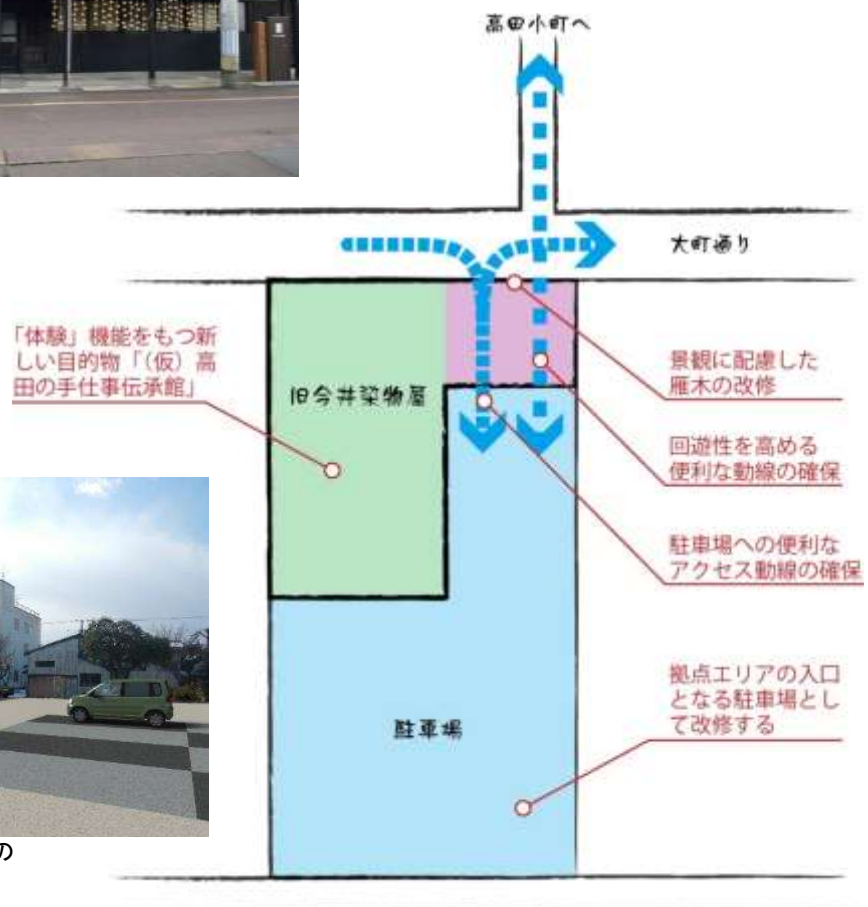 高田小町へ
大町通り
「体験」機能をもつ新
しい目的物「(仮) 高
田の手仕事伝承館」
旧今井染物屋
景観に配慮した
雁木の改修
回遊性を高める
便利な動線の確保
駐車場への便利な
アクセス動線の確保
拠点エリアの入口
となる駐車場とし
て改修する
駐車場
の